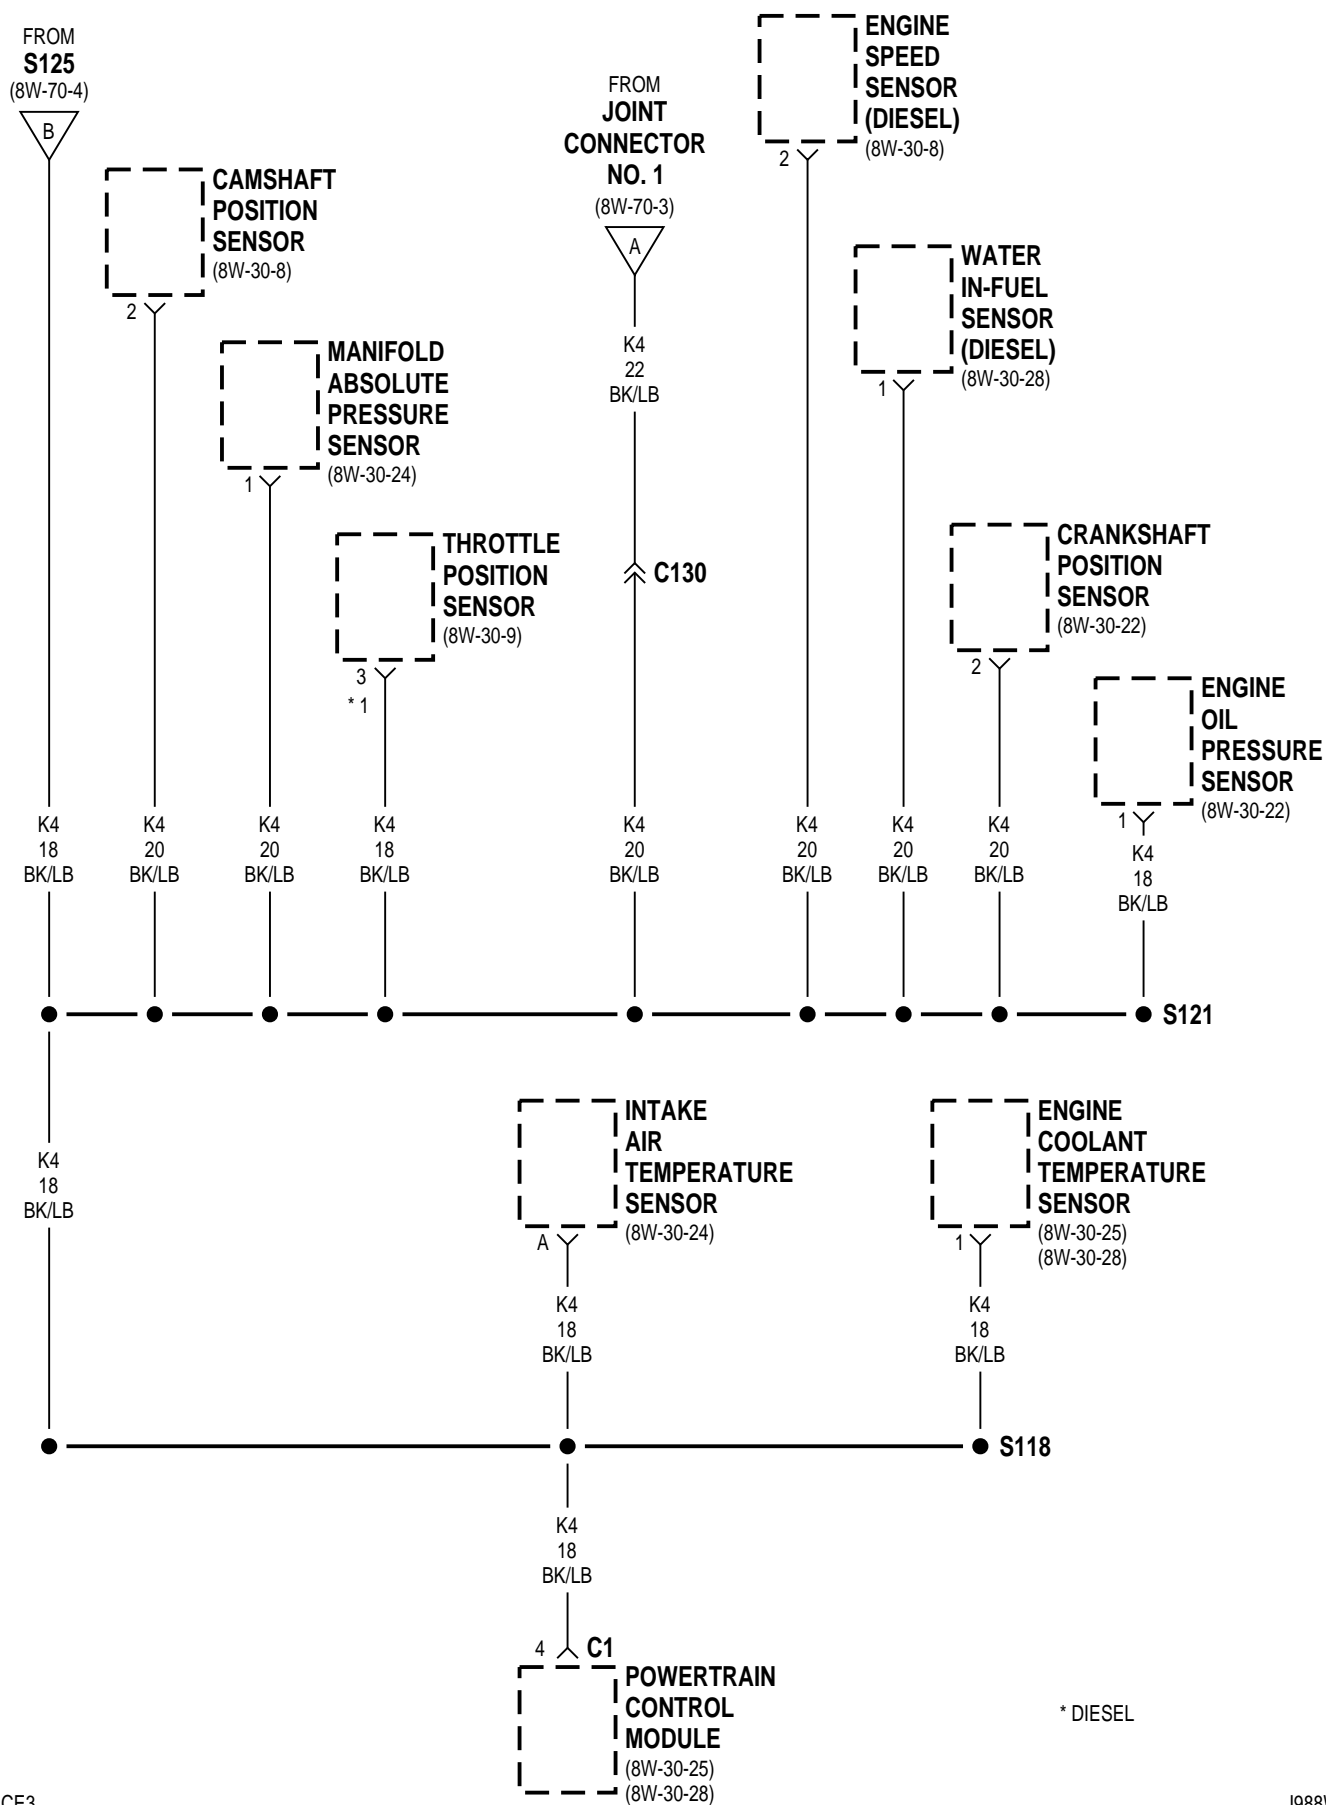 FROM
S125
(8W-70-4)
B
CAMSHAFT
POSITION
SENSOR
(8W-30-8)
2
MANIFOLD
ABSOLUTE
PRESSURE
SENSOR
(8W-30-24)
1
THROTTLE
POSITION
SENSOR
(8W-30-9)
3
* 1
FROM
JOINT
CONNECTOR
NO. 1
(8W-70-3)
A
K4
22
BK/LB
C130
ENGINE
SPEED
SENSOR
(DIESEL)
(8W-30-8)
2
WATER
IN-FUEL
SENSOR
(DIESEL)
(8W-30-28)
1
CRANKSHAFT
POSITION
SENSOR
(8W-30-22)
2
ENGINE
OIL
PRESSURE
SENSOR
(8W-30-22)
1
K4
18
BK/LB
K4
20
BK/LB
K4
20
BK/LB
K4
18
BK/LB
K4
20
BK/LB
K4
20
BK/LB
K4
20
BK/LB
K4
20
BK/LB
K4
18
BK/LB
S121
K4
18
BK/LB
INTAKE
AIR
TEMPERATURE
SENSOR
(8W-30-24)
A
K4
18
BK/LB
ENGINE
COOLANT
TEMPERATURE
SENSOR
(8W-30-25)
(8W-30-28)
1
K4
18
BK/LB
S118
K4
18
BK/LB
4
C1
POWERTRAIN
CONTROL
MODULE
(8W-30-25)
(8W-30-28)
* DIESEL